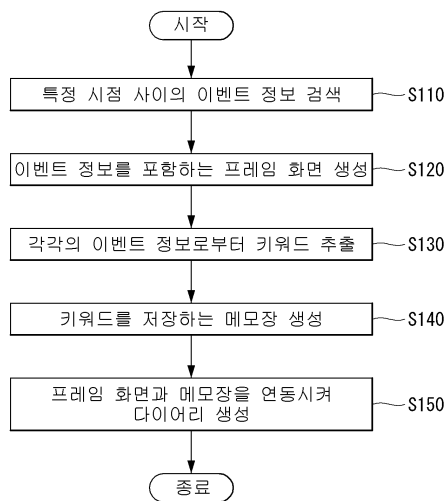 시작
특정 시점 사이의 이벤트 정보 검색
S110
이벤트 정보를 포함하는 프레임 화면 생성
S120
각각의 이벤트 정보로부터 키워드 추출
S130
키워드를 저장하는 메모장 생성
S140
프레임 화면과 메모장을 연동시켜
다이어리 생성
S150
종료